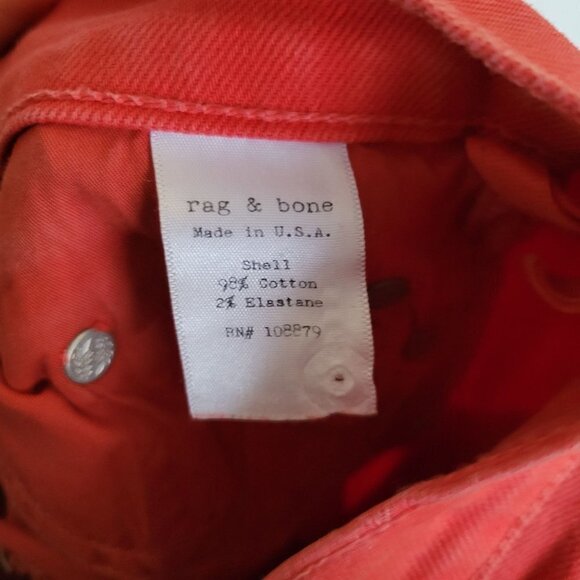 rag & bone
Made in U.S.A.
Shell
98% Cotton
2% Elastane
RN# 108879